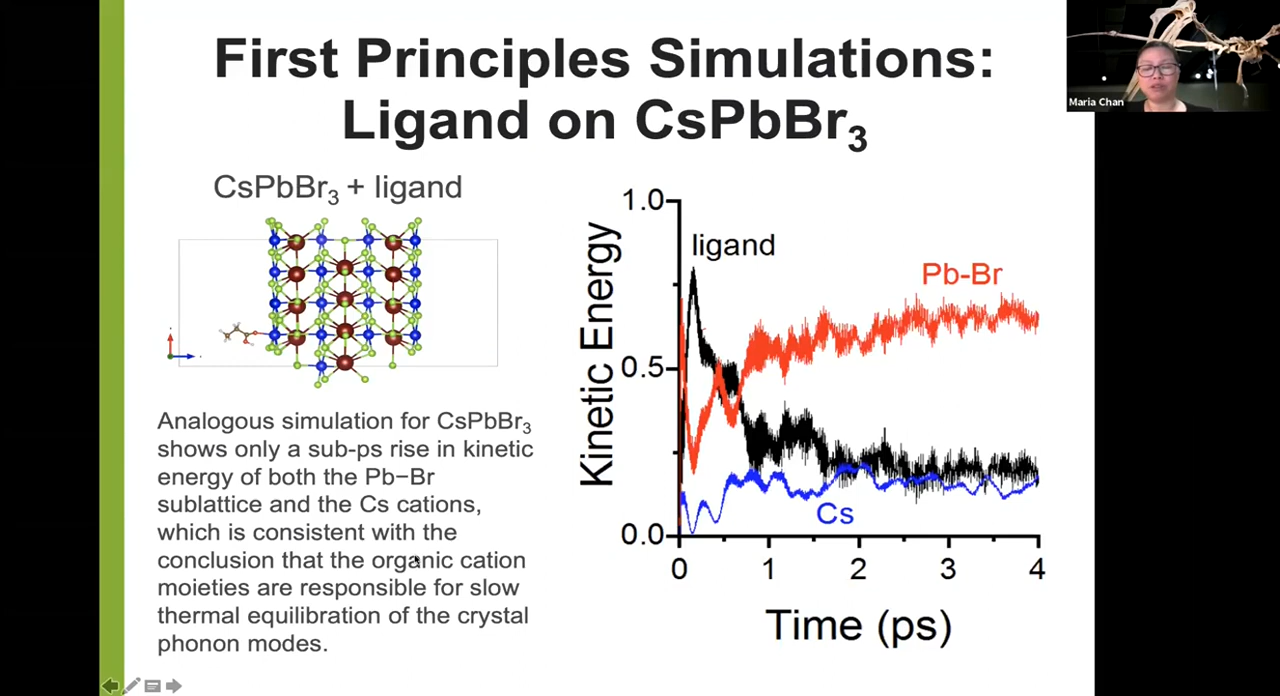 First Principles Simulations:
Ligand on CsPbBr₃
Maria Chan
CsPbBr₃ + ligand
Analogous simulation for CsPbBr₃
shows only a sub-ps rise in kinetic
energy of both the Pb−Br
sublattice and the Cs cations,
which is consistent with the
conclusion that the organic cation
moieties are responsible for slow
thermal equilibration of the crystal
phonon modes.
Kinetic Energy
1.0
0.5
0.0
ligand
Pb-Br
Cs
0 1 2 3 4
Time (ps)